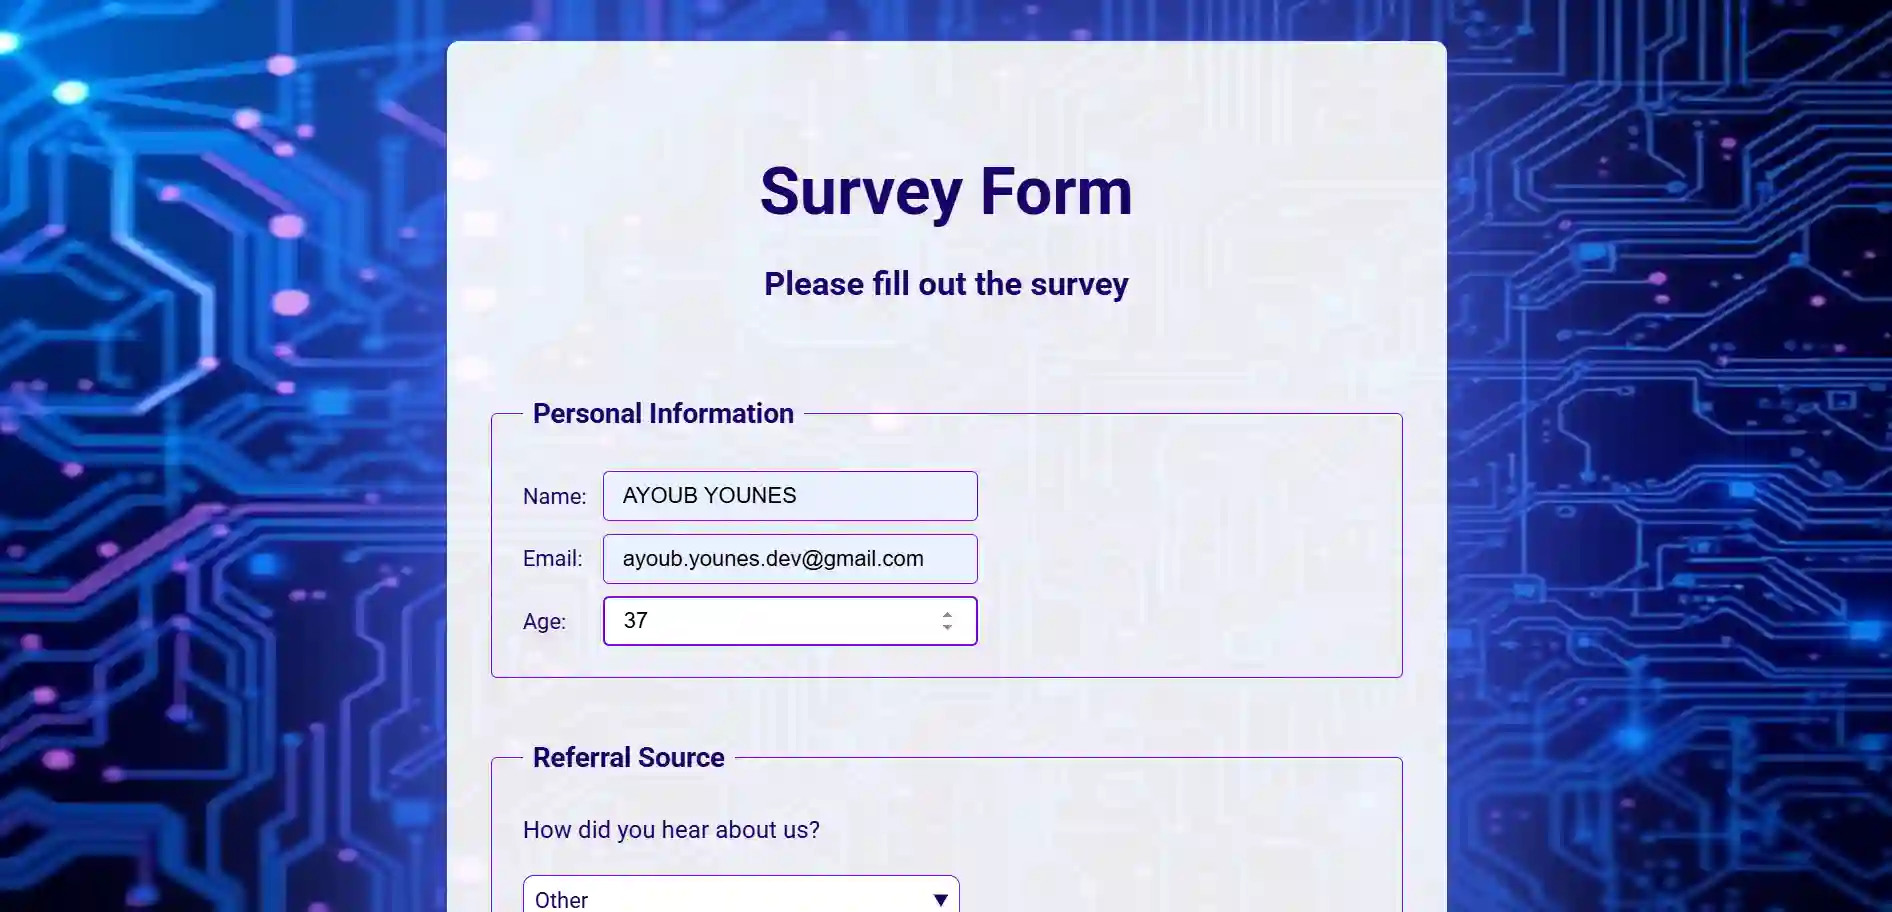 Survey Form
Please fill out the survey
Personal Information
Name: AYOUB YOUNES
Email: ayoub.younes.dev@gmail.com
Age: 37
Referral Source
How did you hear about us?
Other